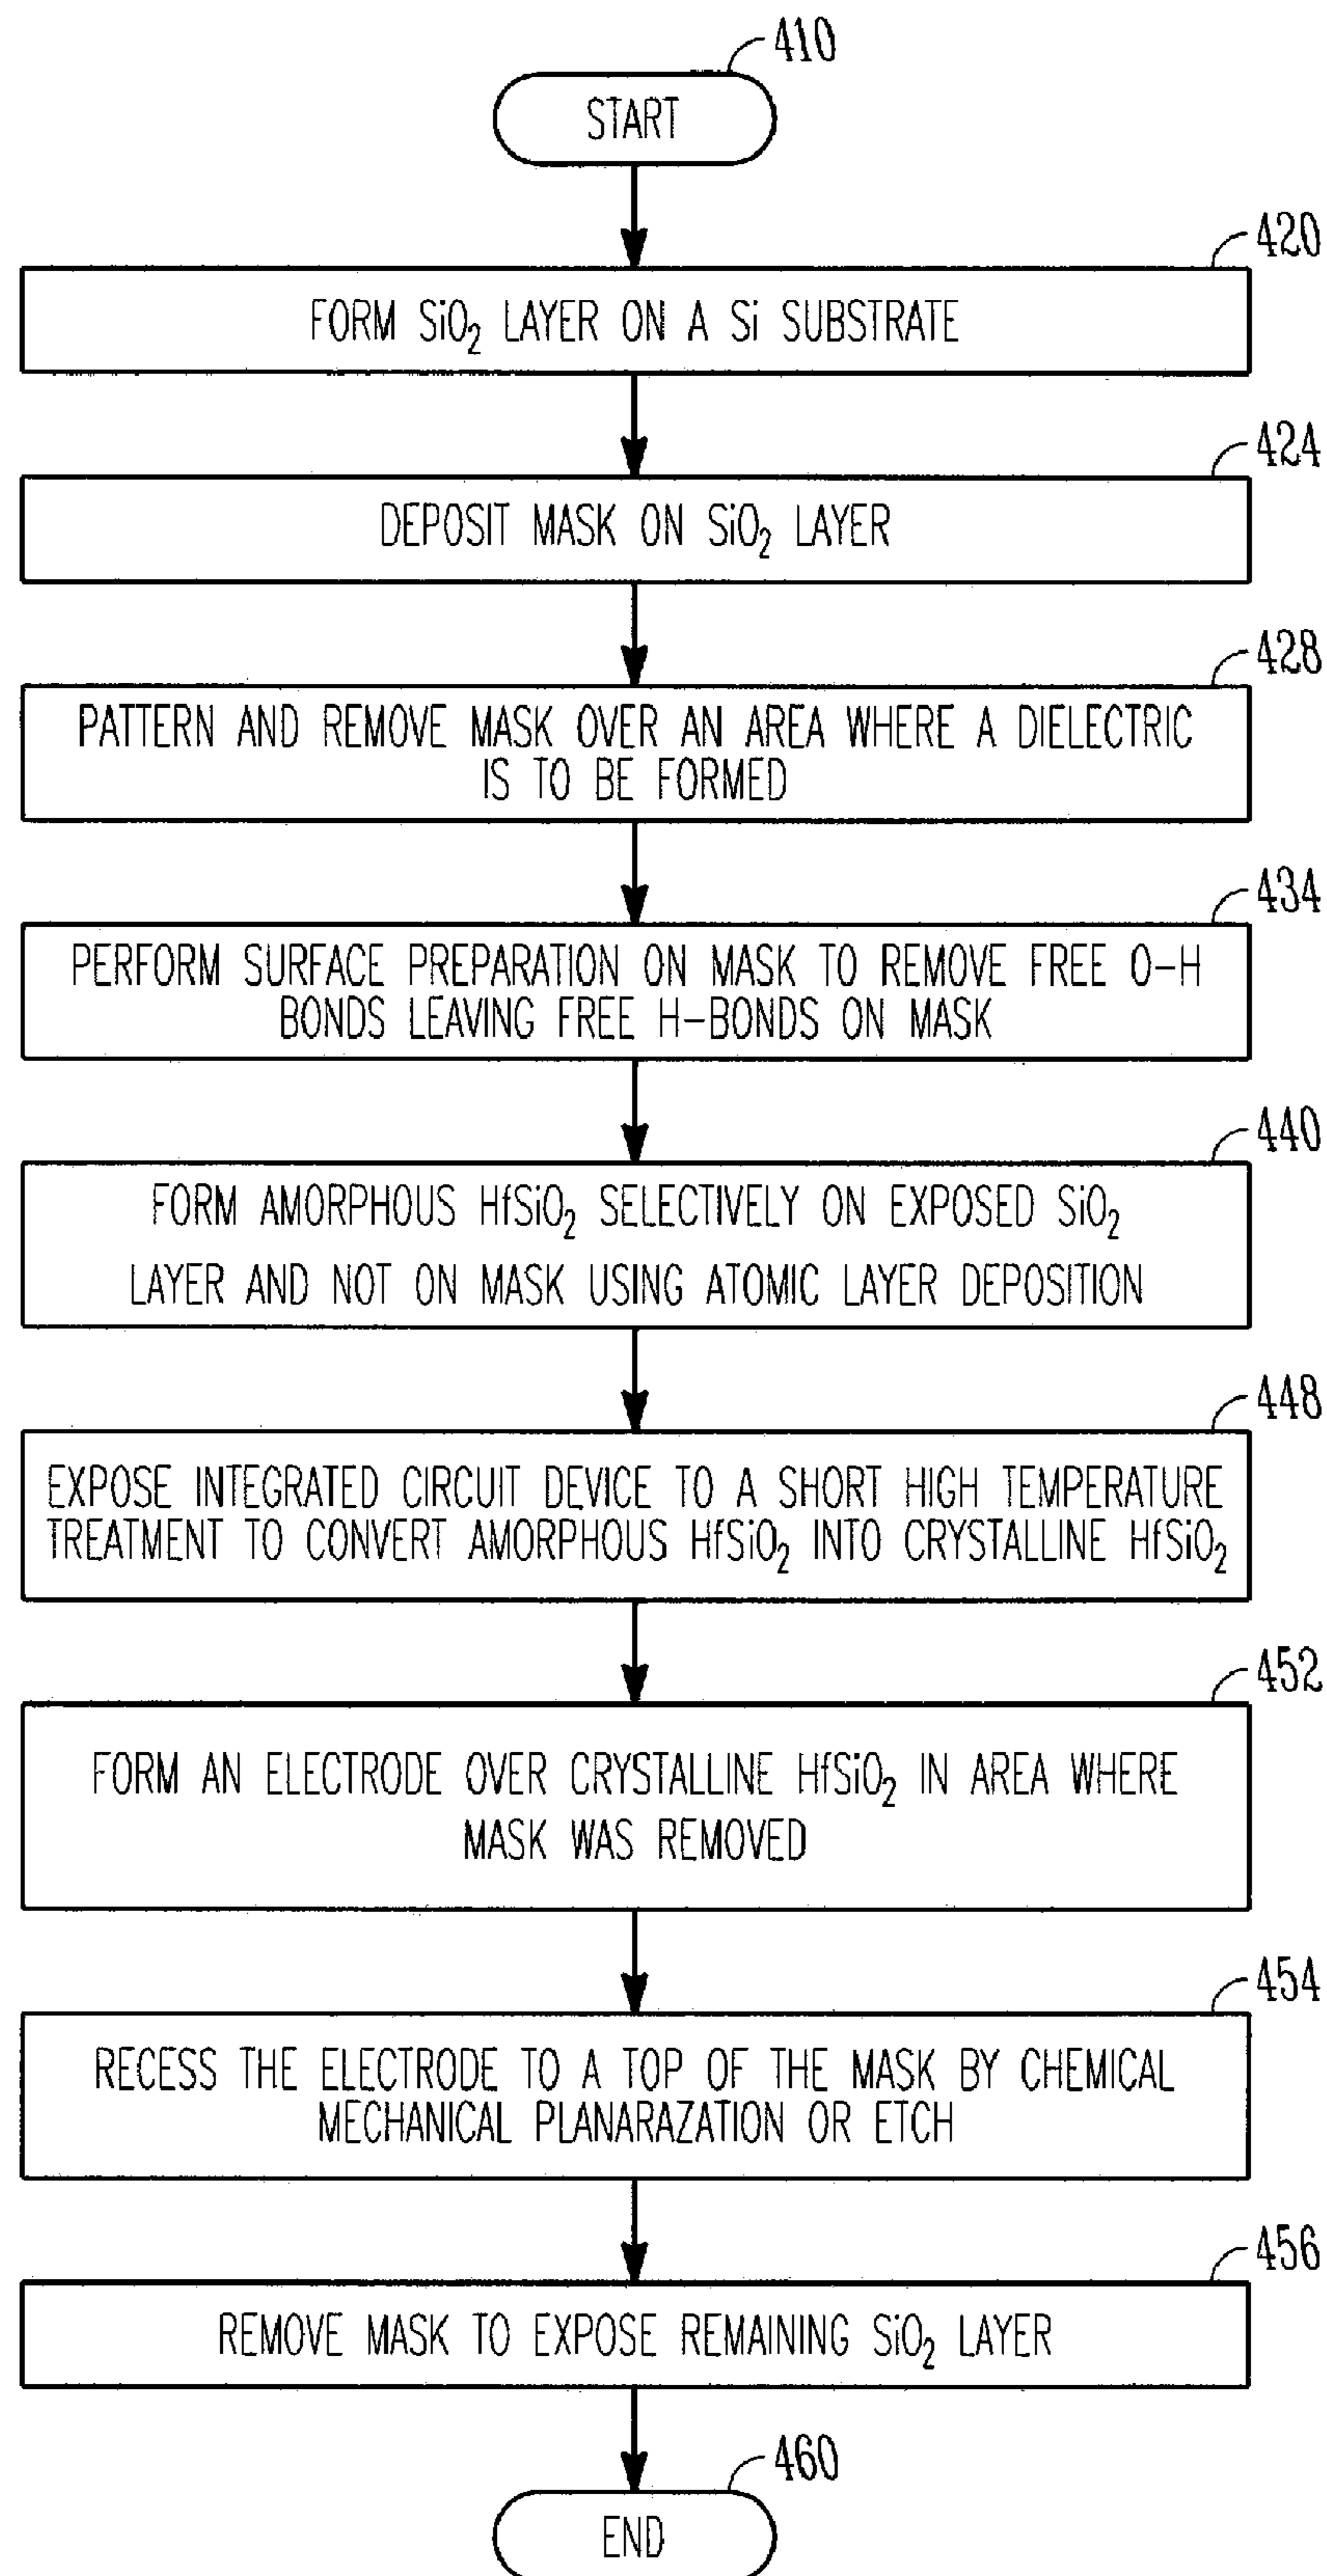 410
START
420
FORM SiO₂ LAYER ON A Si SUBSTRATE
424
DEPOSIT MASK ON SiO₂ LAYER
428
PATTERN AND REMOVE MASK OVER AN AREA WHERE A DIELECTRIC
IS TO BE FORMED
434
PERFORM SURFACE PREPARATION ON MASK TO REMOVE FREE O-H
BONDS LEAVING FREE H-BONDS ON MASK
440
FORM AMORPHOUS HfSiO₂ SELECTIVELY ON EXPOSED SiO₂
LAYER AND NOT ON MASK USING ATOMIC LAYER DEPOSITION
448
EXPOSE INTEGRATED CIRCUIT DEVICE TO A SHORT HIGH TEMPERATURE
TREATMENT TO CONVERT AMORPHOUS HfSiO₂ INTO CRYSTALLINE HfSiO₂
452
FORM AN ELECTRODE OVER CRYSTALLINE HfSiO₂ IN AREA WHERE
MASK WAS REMOVED
454
RECESS THE ELECTRODE TO A TOP OF THE MASK BY CHEMICAL
MECHANICAL PLANARAZATION OR ETCH
456
REMOVE MASK TO EXPOSE REMAINING SiO₂ LAYER
460
END